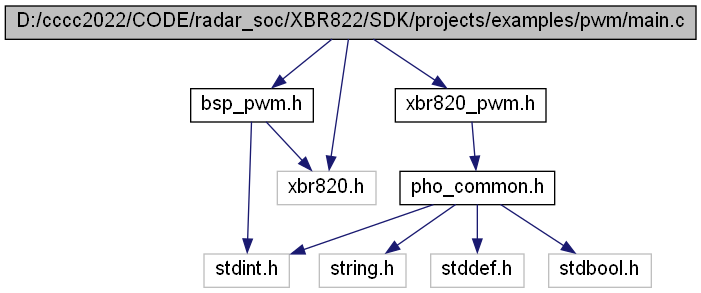 D:/cccc2022/CODE/radar_soc/XBR822/SDK/projects/examples/pwm/main.c
bsp_pwm.h
xbr820_pwm.h
xbr820.h
pho_common.h
stdint.h
string.h
stddef.h
stdbool.h